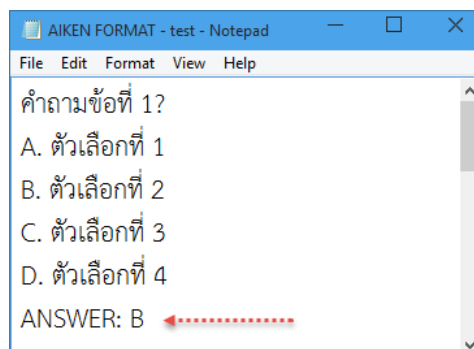 AIKEN FORMAT - test - Notepad
File Edit Format View Help
คำถามข้อที่ 1?
A. ตัวเลือกที่ 1
B. ตัวเลือกที่ 2
C. ตัวเลือกที่ 3
D. ตัวเลือกที่ 4
ANSWER: B